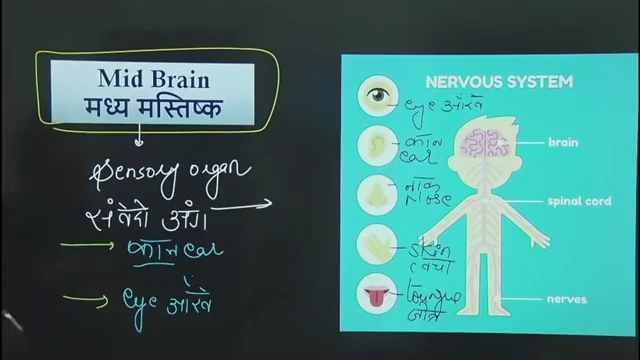 Mid Brain
मध्य मस्तिष्क
Sensory organ
संवेदी अंग
कान ear
eye आँखे
NERVOUS SYSTEM
eye आँखे
कान
ear
brain
नाक
Nose
spinal cord
skin
त्वचा
nerves
tongue
जीभ